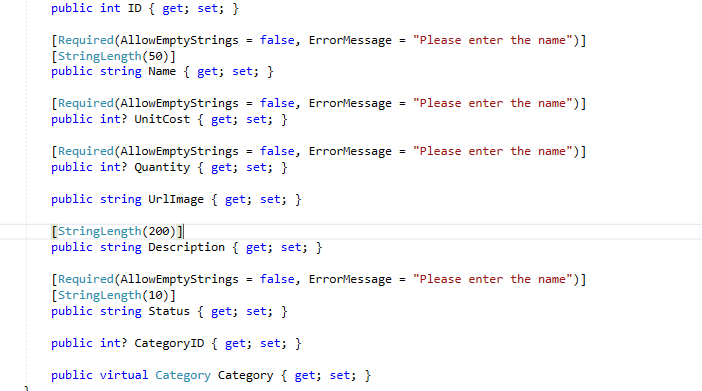 public int ID { get; set; }
[Required(AllowEmptyStrings = false, ErrorMessage = "Please enter the name")]
[StringLength(50)]
public string Name { get; set; }
[Required(AllowEmptyStrings = false, ErrorMessage = "Please enter the name")]
public int? UnitCost { get; set; }
[Required(AllowEmptyStrings = false, ErrorMessage = "Please enter the name")]
public int? Quantity { get; set; }
public string UrlImage { get; set; }
[StringLength(200)]
public string Description { get; set; }
[Required(AllowEmptyStrings = false, ErrorMessage = "Please enter the name")]
[StringLength(10)]
public string Status { get; set; }
public int? CategoryID { get; set; }
public virtual Category Category { get; set; }
}